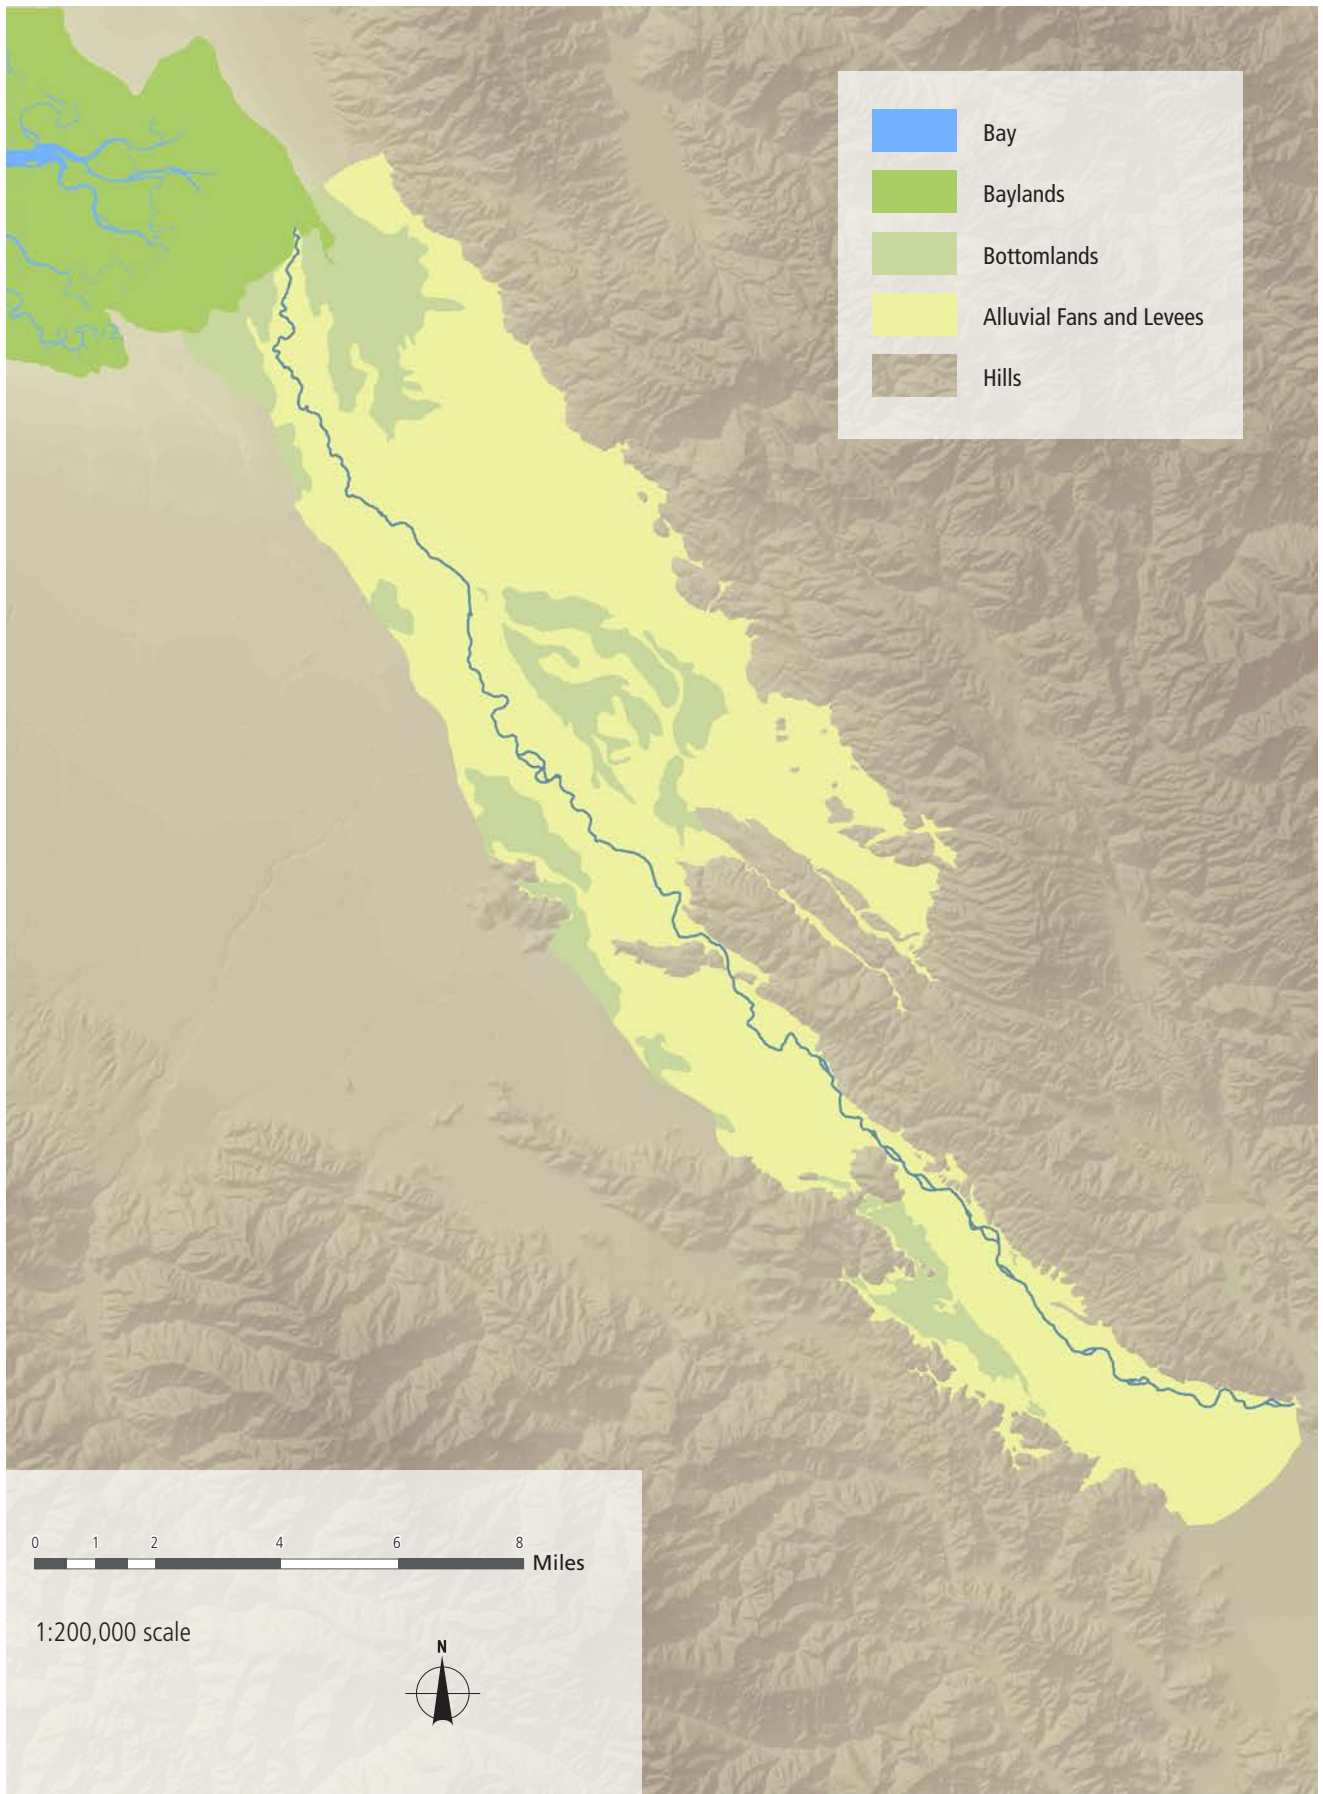 Bay
Baylands
Bottomlands
Alluvial Fans and Levees
Hills
0 1 2 4 6 8
Miles
1:200,000 scale
N